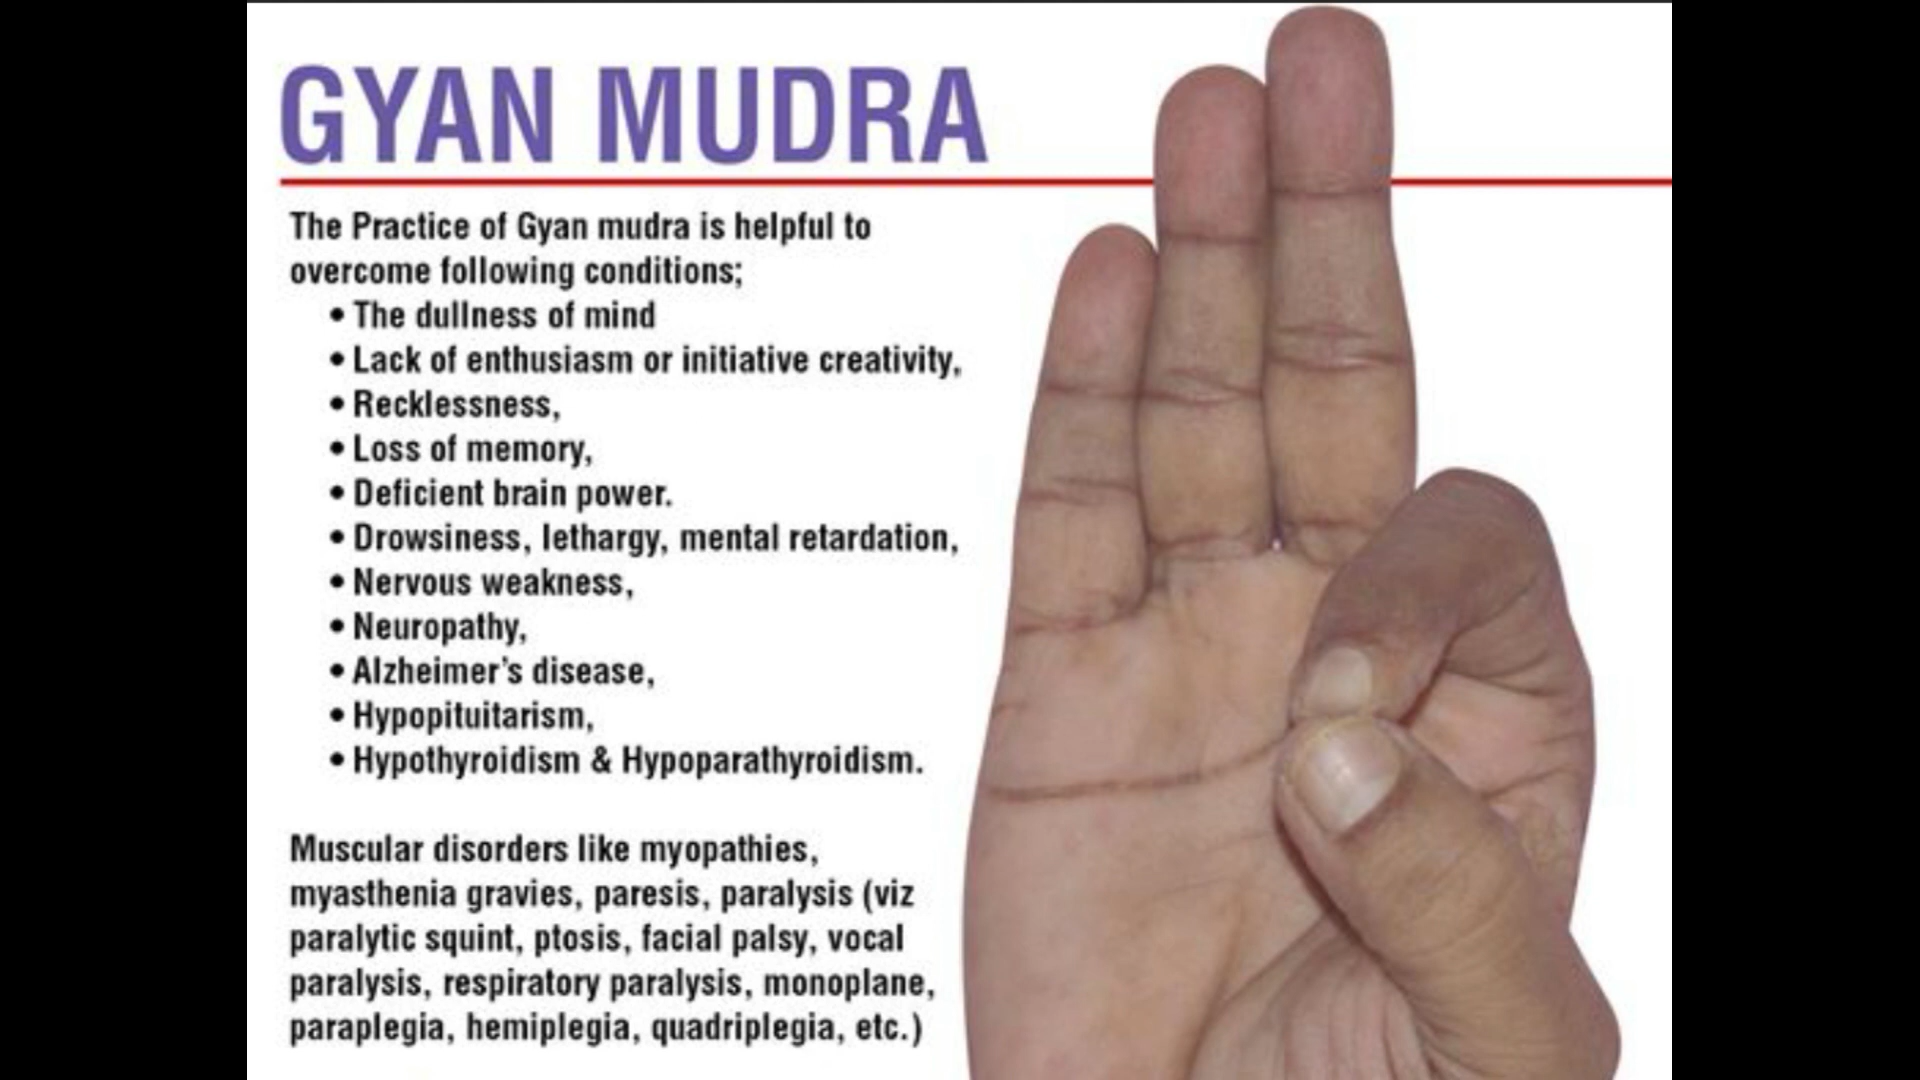 GYAN MUDRA
The Practice of Gyan mudra is helpful to
overcome following conditions;
• The dullness of mind
• Lack of enthusiasm or initiative creativity,
• Recklessness,
• Loss of memory,
• Deficient brain power.
• Drowsiness, lethargy, mental retardation,
• Nervous weakness,
• Neuropathy,
• Alzheimer's disease,
• Hypopituitarism,
• Hypothyroidism & Hypoparathyroidism.
Muscular disorders like myopathies,
myasthenia gravies, paresis, paralysis (viz
paralytic squint, ptosis, facial palsy, vocal
paralysis, respiratory paralysis, monoplane,
paraplegia, hemiplegia, quadriplegia, etc.)